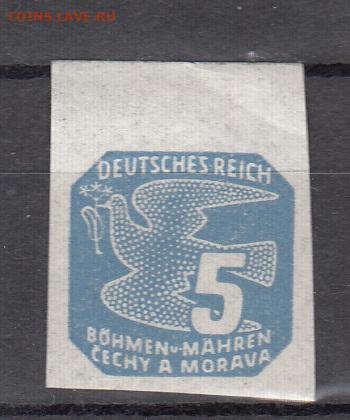 COINS.LAVE.RU
DEUTSCHES REICH
5
BÖHMEN u. MÄHREN
ČECHY A MORAVA